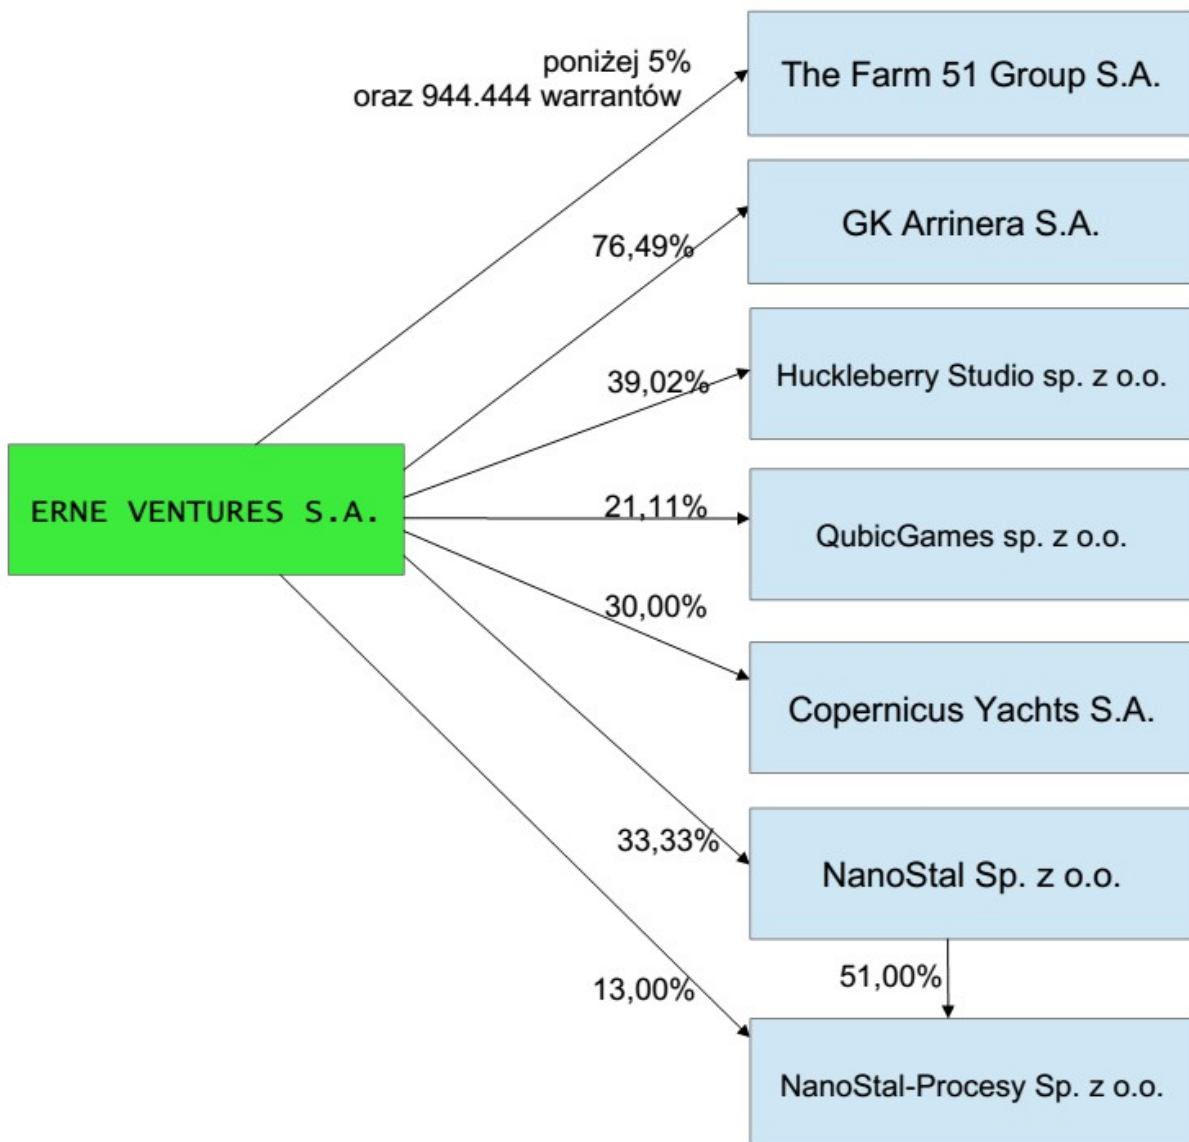 poniżej 5%
oraz 944.444 warrantów
The Farm 51 Group S.A.
76,49%
GK Arrinera S.A.
39,02%
Huckleberry Studio sp. z o.o.
ERNE VENTURES S.A.
21,11%
QubicGames sp. z o.o.
30,00%
Copernicus Yachts S.A.
33,33%
NanoStal Sp. z o.o.
13,00%
51,00%
NanoStal-Procesy Sp. z o.o.